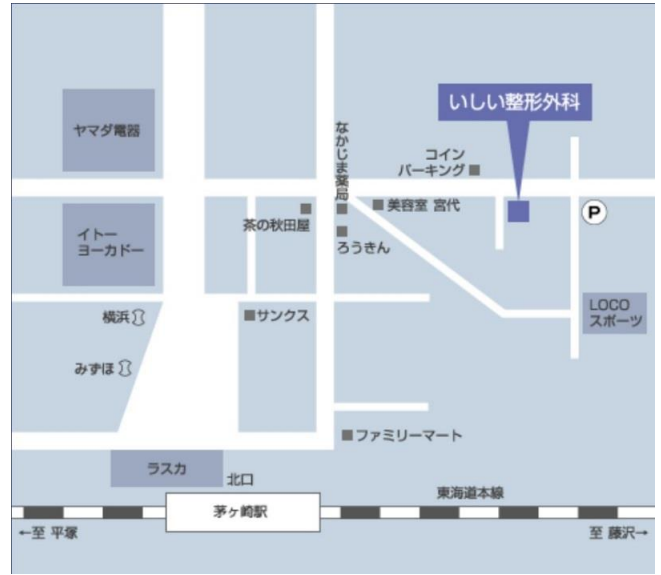 いしい整形外科
ヤマダ電器
なかじま薬局
コイン
パーキング
美容室 宮代
P
茶の秋田屋
イトー
ヨーカドー
ろうきん
LOCO
スポーツ
横浜
サンクス
みずほ
ファミリーマート
ラスカ
北口
東海道本線
茅ヶ崎駅
←至 平塚
至 藤沢→